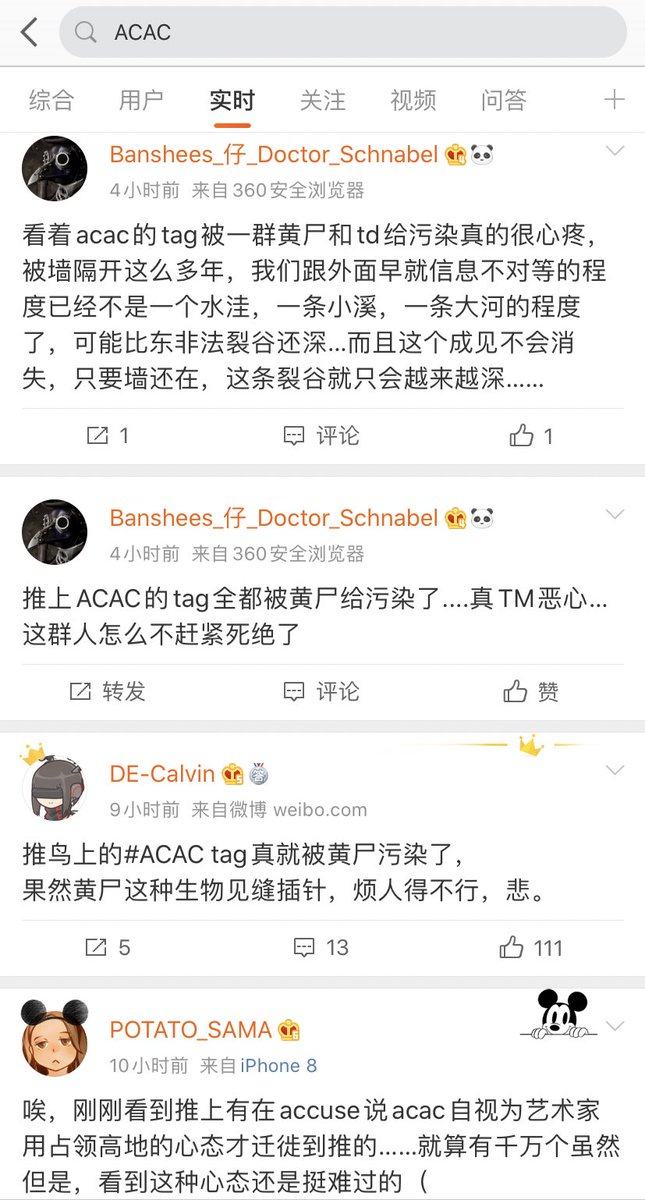 ACAC
综合 用户 实时 关注 视频 问答
Banshees_仔_Doctor_Schnabel
4小时前 来自360安全浏览器
看着acac的tag被一群黄尸和td给污染真的很心疼，
被墙隔开这么多年，我们跟外面早就信息不对等的程
度已经不是一个水洼，一条小溪，一条大河的程度
了，可能比东非法裂谷还深...而且这个成见不会消
失，只要墙还在，这条裂谷就只会越来越深......
1 评论 1
Banshees_仔_Doctor_Schnabel
4小时前 来自360安全浏览器
推上ACAC的tag全都被黄尸给污染了....真TM恶心...
这群人怎么不赶紧死绝了
转发 评论 赞
DE-Calvin
9小时前 来自微博 weibo.com
推鸟上的#ACAC tag真就被黄尸污染了，
果然黄尸这种生物见缝插针，烦人得不行，悲。
5 13 111
POTATO_SAMA
10小时前 来自iPhone 8
唉，刚刚看到推上有在accuse说acac自视为艺术家
用占领高地的心态才迁徙到推的......就算有千万个虽然
但是，看到这种心态还是挺难过的（